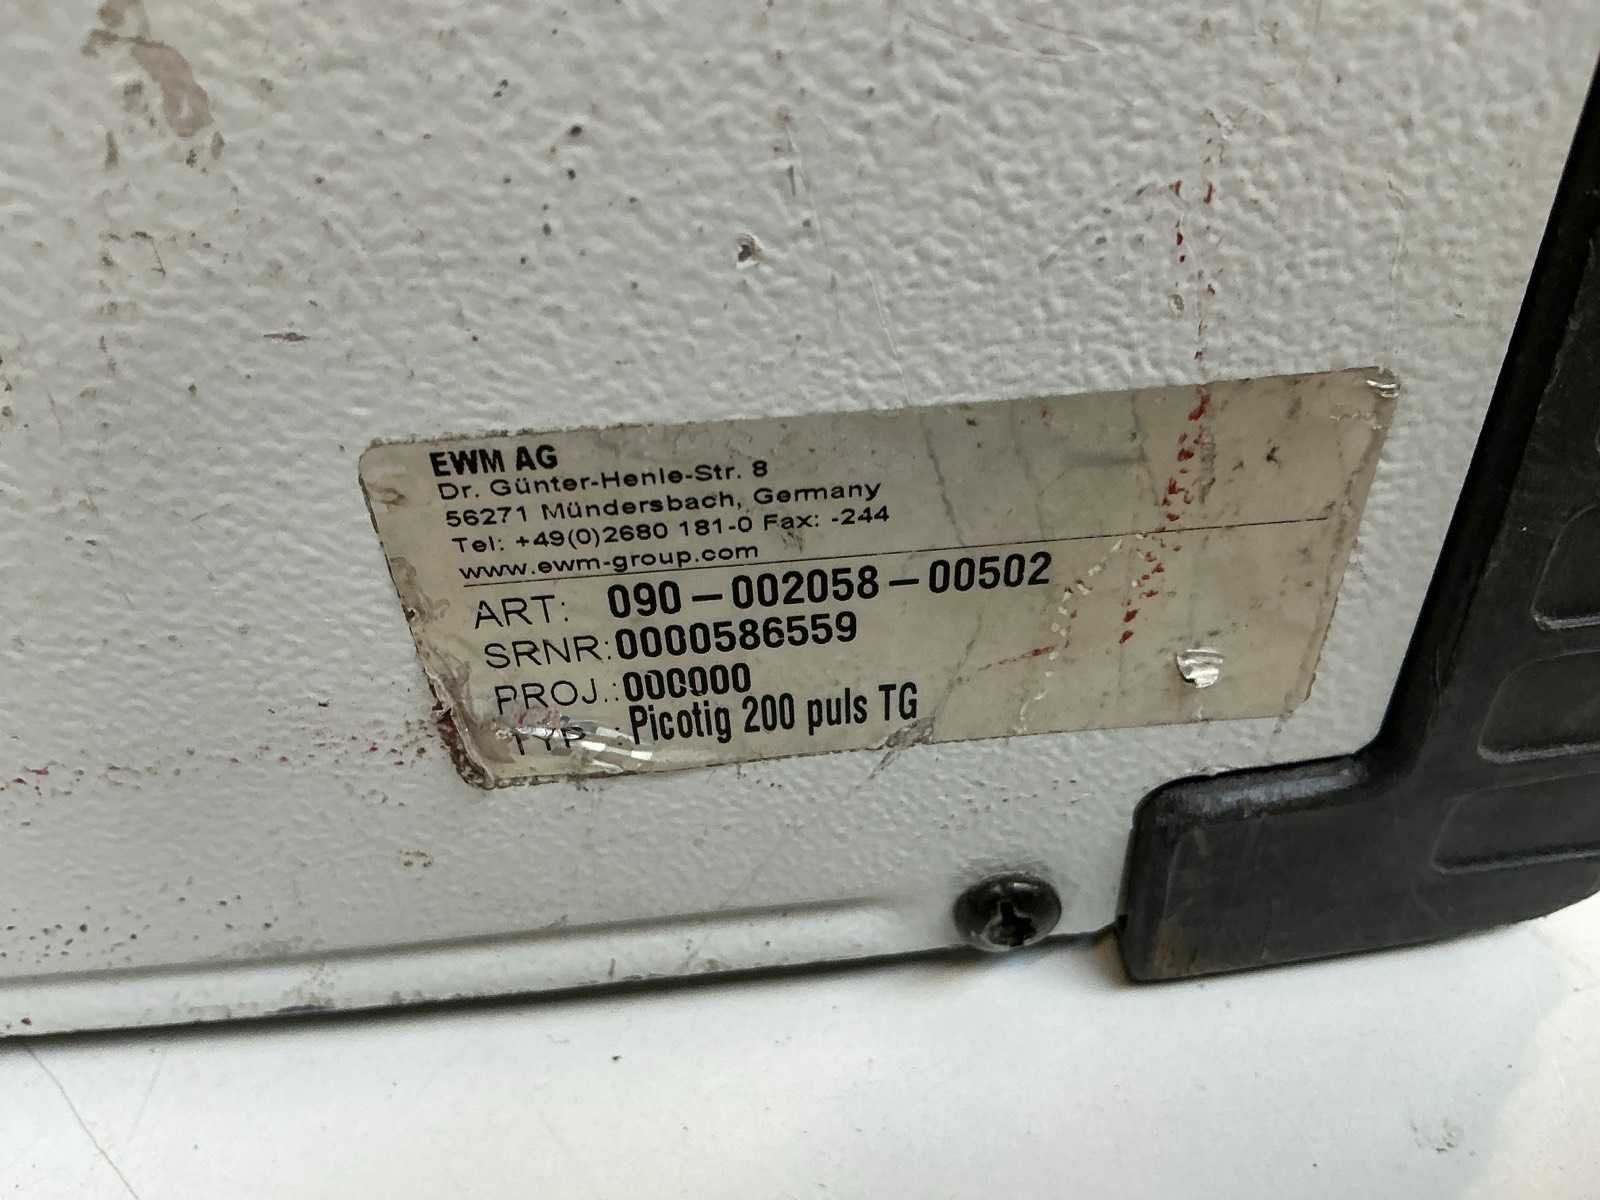 EWM AG
Dr. Günter-Henle-Str. 8
56271 Mündersbach, Germany
Tel: +49(0)2680 181-0 Fax: -244
www.ewm-group.com
ART: 090-002058-00502
SRNR:0000586559
PROJ.:000000
TYP : Picotig 200 puls TG